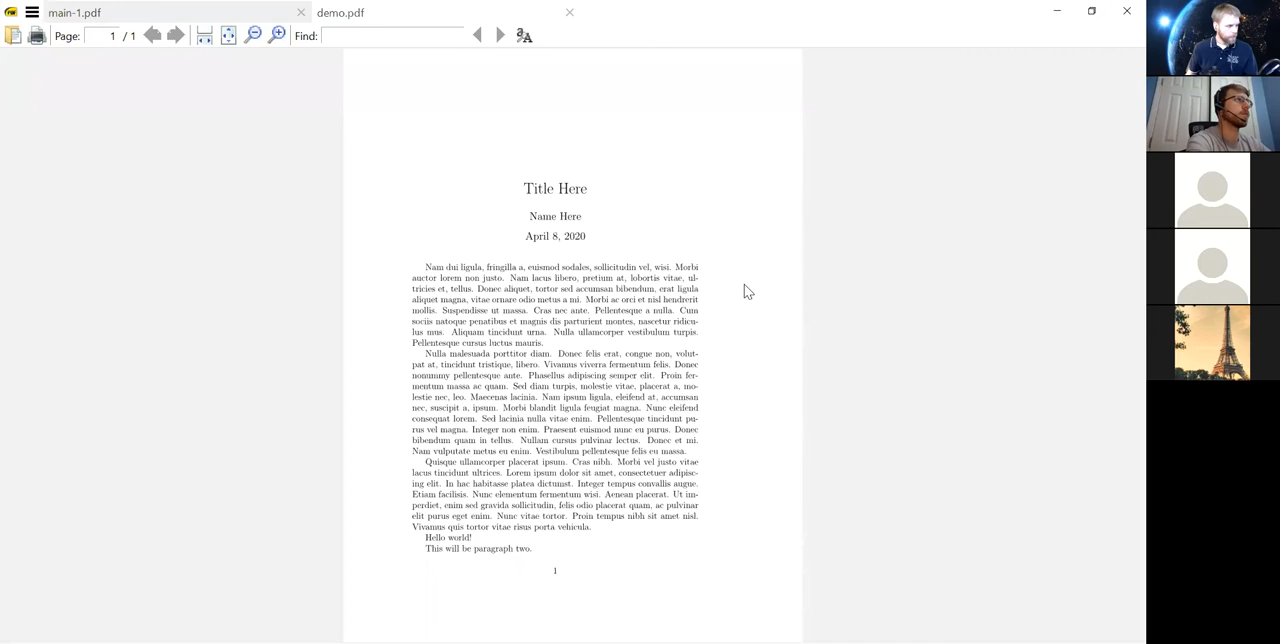 main-1.pdf
demo.pdf
Page: 1 / 1
Find:
Title Here
Name Here
April 8, 2020
Nam dui ligula, fringilla a, euismod sodales, sollicitudin vel, wisi. Morbi
auctor lorem non justo. Nam lacus libero, pretium at, lobortis vitae, ul-
tricies et, tellus. Donec aliquet, tortor sed accumsan bibendum, erat ligula
aliquet magna, vitae ornare odio metus a mi. Morbi ac orci et nisl hendrerit
mollis. Suspendisse ut massa. Cras nec ante. Pellentesque a nulla. Cum
sociis natoque penatibus et magnis dis parturient montes, nascetur ridicu-
lus mus. Aliquam tincidunt urna. Nulla ullamcorper vestibulum turpis.
Pellentesque cursus luctus mauris.
Nulla malesuada porttitor diam. Donec felis erat, congue non, volut-
pat at, tincidunt tristique, libero. Vivamus viverra fermentum felis. Donec
nonummy pellentesque ante. Phasellus adipiscing semper elit. Proin fer-
mentum massa ac quam. Sed diam turpis, molestie vitae, placerat a, mo-
lestie nec, leo. Maecenas lacinia. Nam ipsum ligula, eleifend at, accumsan
nec, suscipit a, ipsum. Morbi blandit ligula feugiat magna. Nunc eleifend
consequat lorem. Sed lacinia nulla vitae enim. Pellentesque tincidunt pu-
rus vel magna. Integer non enim. Praesent euismod nunc eu purus. Donec
bibendum quam in tellus. Nullam cursus pulvinar lectus. Donec et mi.
Nam vulputate metus eu enim. Vestibulum pellentesque felis eu massa.
Quisque ullamcorper placerat ipsum. Cras nibh. Morbi vel justo vitae
lacus tincidunt ultrices. Lorem ipsum dolor sit amet, consectetuer adipisc-
ing elit. In hac habitasse platea dictumst. Integer tempus convallis augue.
Etiam facilisis. Nunc elementum fermentum wisi. Aenean placerat. Ut im-
perdiet, enim sed gravida sollicitudin, felis odio placerat quam, ac pulvinar
elit purus eget enim. Nunc vitae tortor. Proin tempus nibh sit amet nisl.
Vivamus quis tortor vitae risus porta vehicula.
Hello world!
This will be paragraph two.
1